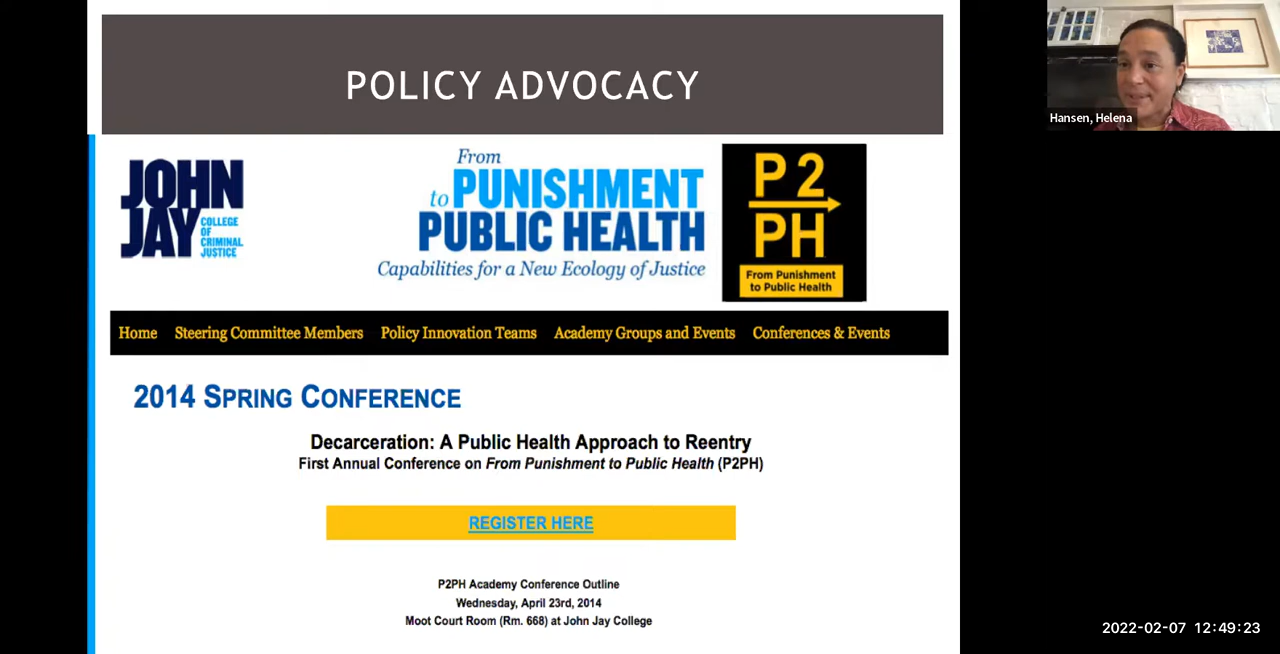 POLICY ADVOCACY
Hansen, Helena
JOHN
JAY
COLLEGE
OF
CRIMINAL
JUSTICE
From
to PUNISHMENT
PUBLIC HEALTH
Capabilities for a New Ecology of Justice
P 2
PH
From Punishment
to Public Health
Home Steering Committee Members Policy Innovation Teams Academy Groups and Events Conferences & Events
2014 SPRING CONFERENCE
Decarceration: A Public Health Approach to Reentry
First Annual Conference on From Punishment to Public Health (P2PH)
REGISTER HERE
P2PH Academy Conference Outline
Wednesday, April 23rd, 2014
Moot Court Room (Rm. 668) at John Jay College
2022-02-07 12:49:23